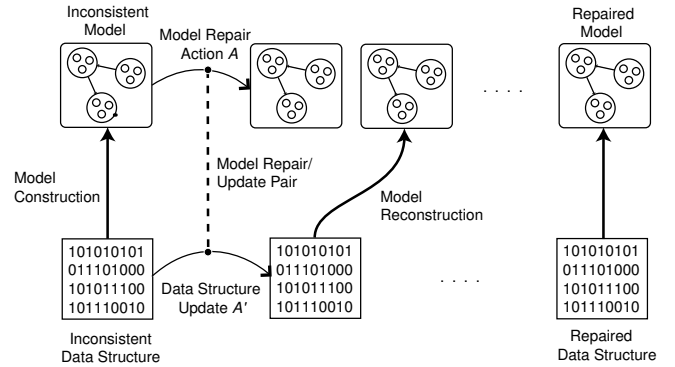 Inconsistent
Model
Model Repair
Action A
Repaired
Model
. . . .
Model
Construction
Model Repair/
Update Pair
Model
Reconstruction
101010101
011101000
101011100
101110010
101010101
011101000
101011100
101110010
101010101
011101000
101011100
101110010
. . . .
Data Structure
Update A'
Inconsistent
Data Structure
Repaired
Data Structure